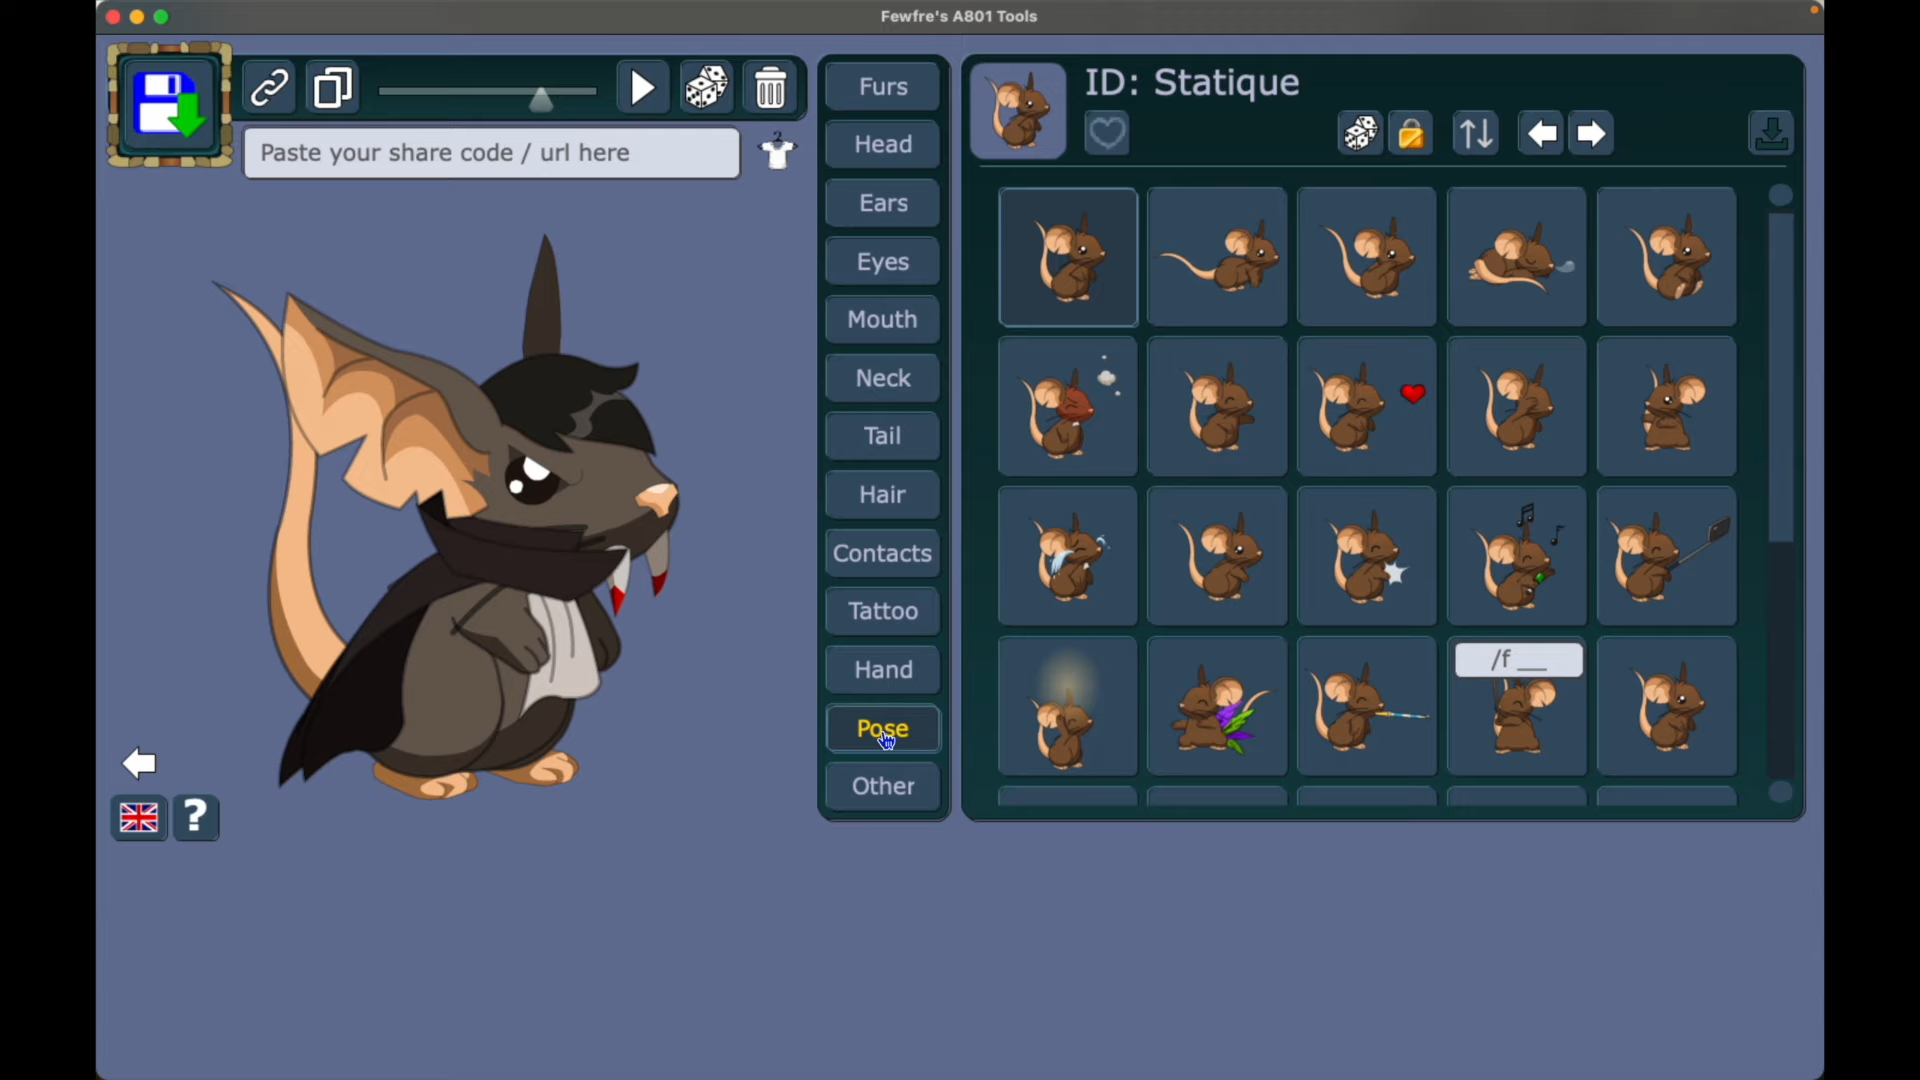 Fewfre's A801 Tools
Paste your share code / url here
2
Furs
Head
Ears
Eyes
Mouth
Neck
Tail
Hair
Contacts
Tattoo
Hand
Pose
Other
ID: Statique
/f __
?